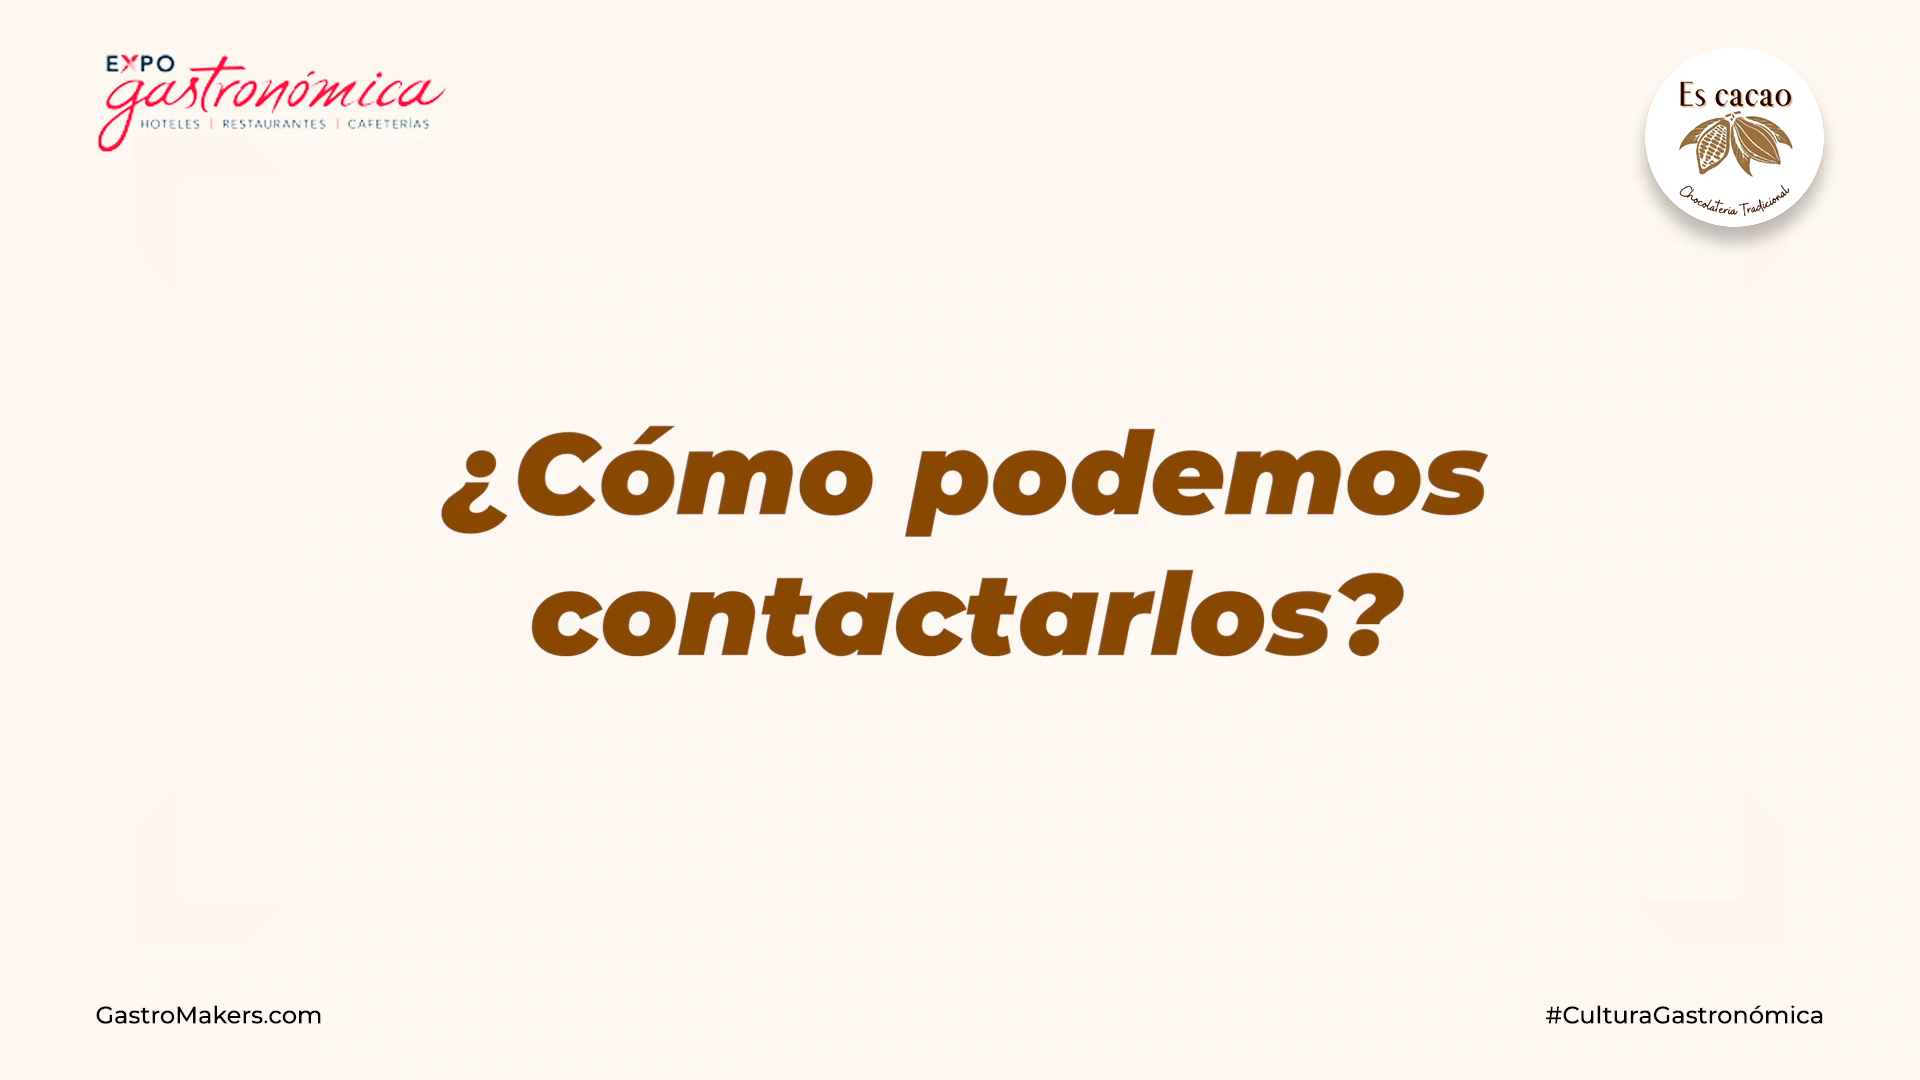 EXPO
gastronómica
HOTELES | RESTAURANTES | CAFETERÍAS
Es cacao
Chocolatería Tradicional
¿Cómo podemos
contactarlos?
GastroMakers.com
#CulturaGastronómica